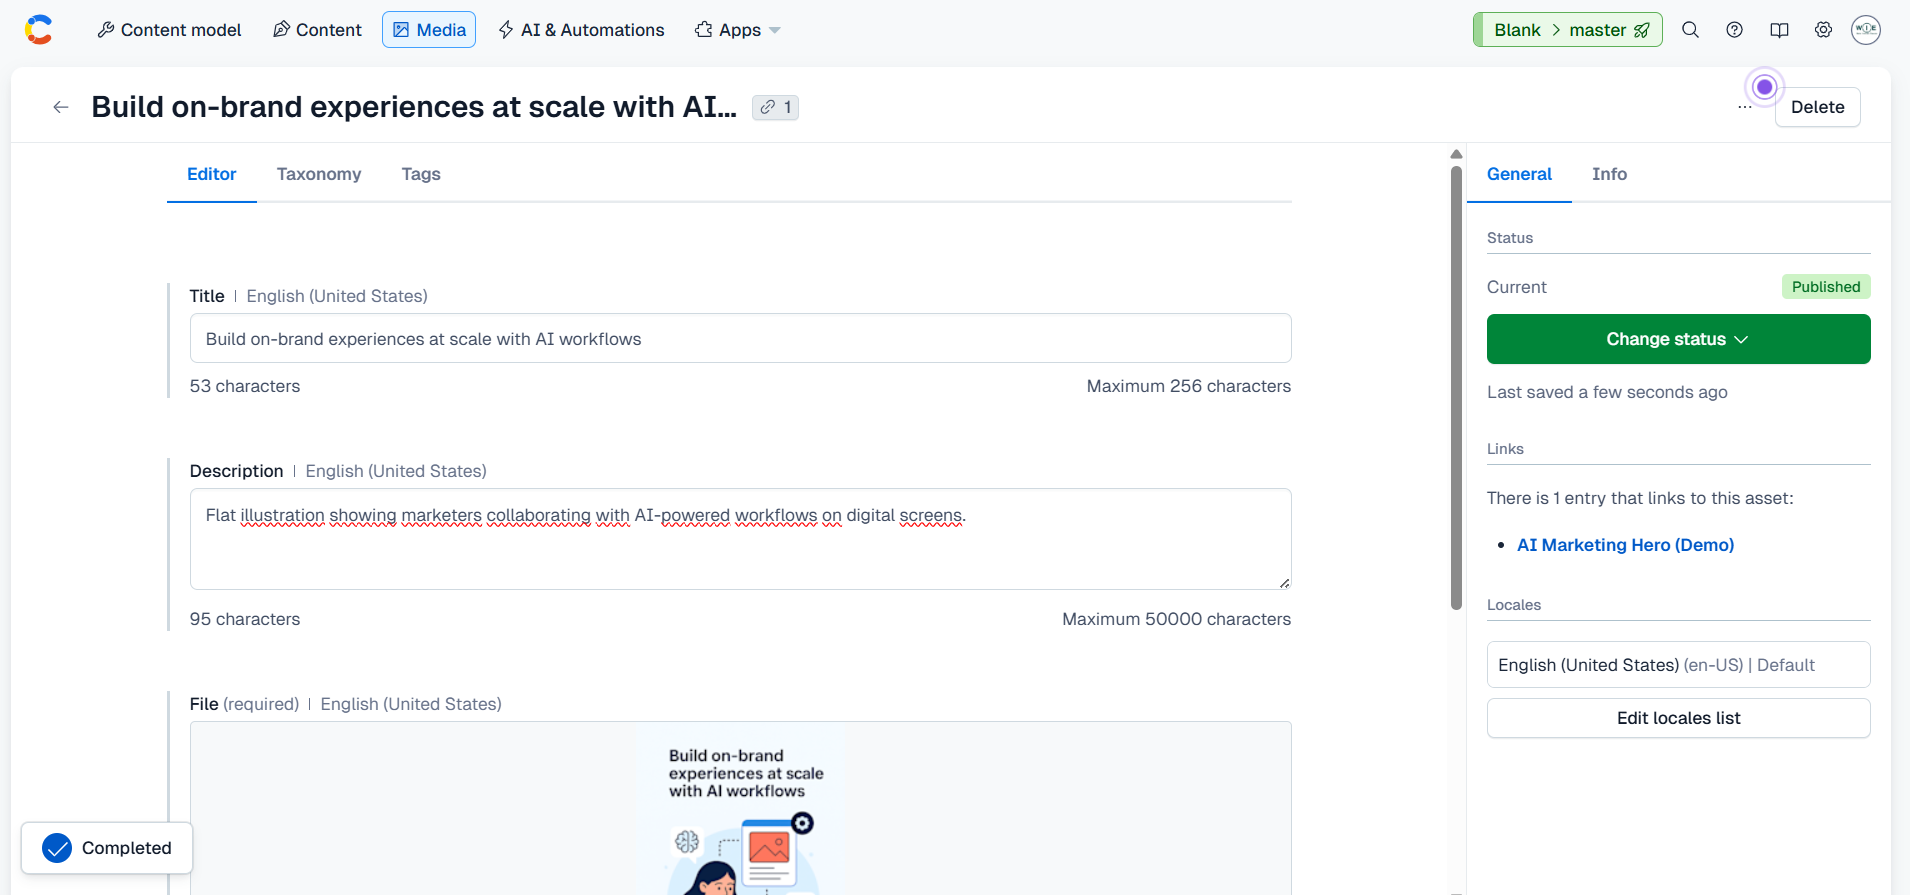 Content model
Content
Media
AI & Automations
Apps
Blank > master
Build on-brand experiences at scale with AI...
1
Delete
Editor
Taxonomy
Tags
Title | English (United States)
Build on-brand experiences at scale with AI workflows
53 characters
Maximum 256 characters
Description | English (United States)
Flat illustration showing marketers collaborating with AI-powered workflows on digital screens.
95 characters
Maximum 50000 characters
File (required) | English (United States)
Build on-brand
experiences at scale
with AI workflows
Completed
General
Info
Status
Current
Published
Change status
Last saved a few seconds ago
Links
There is 1 entry that links to this asset:
• AI Marketing Hero (Demo)
Locales
English (United States) (en-US) | Default
Edit locales list